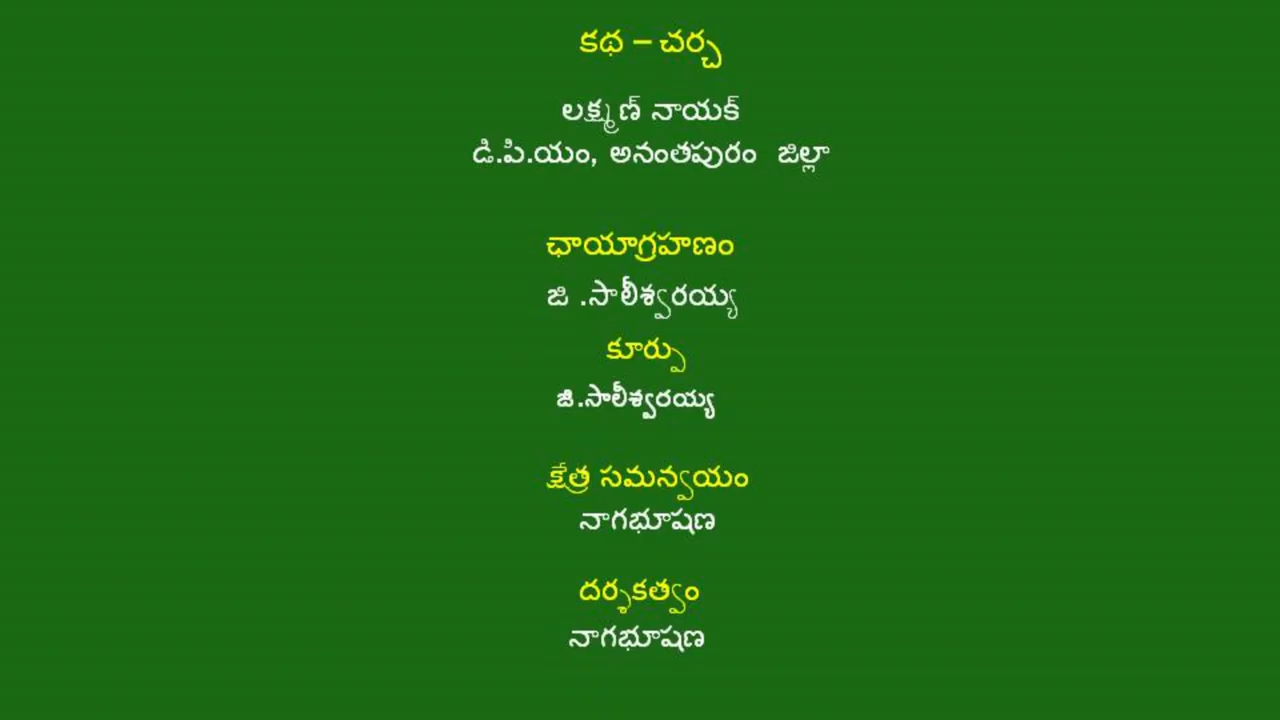 కథ – చర్చ
లక్ష్మణ్ నాయక్
డి.పి.యం, అనంతపురం జిల్లా
ఛాయాగ్రహణం
జి .సాలీశ్వరయ్య
కూర్పు
జి.సాలీశ్వరయ్య
క్షేత్ర సమన్వయం
నాగభూషణ
దర్శకత్వం
నాగభూషణ